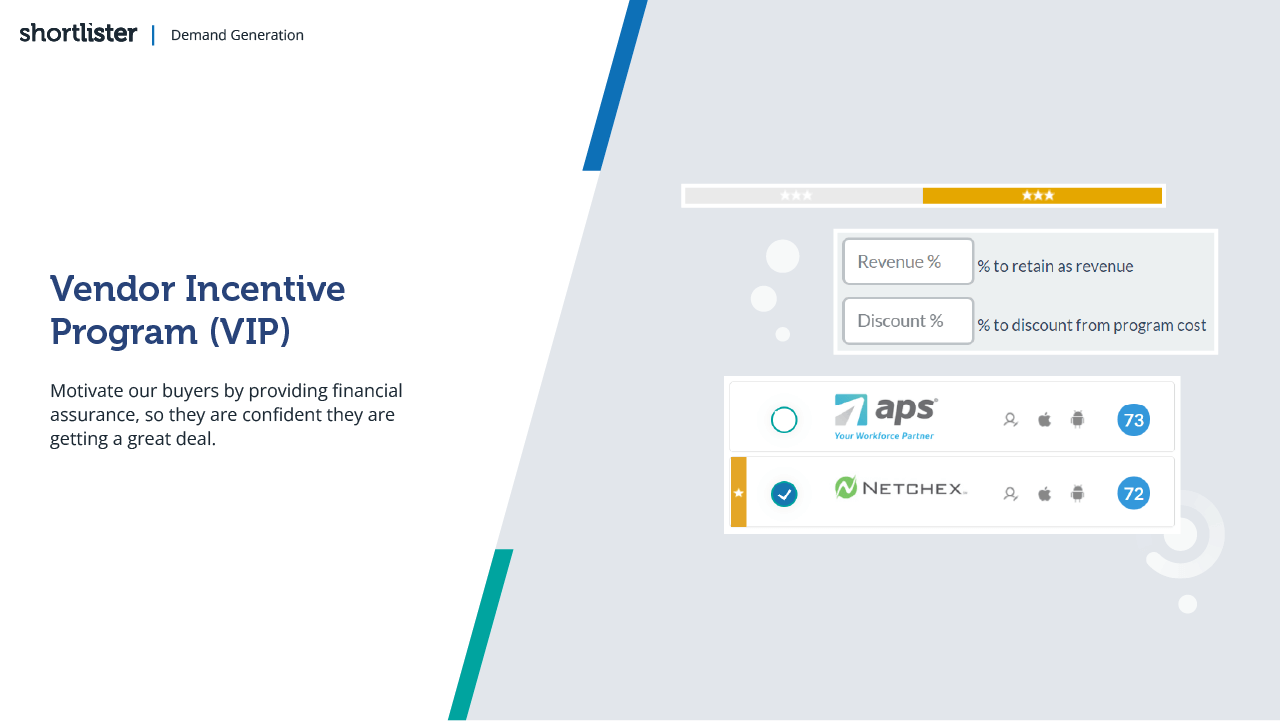 shortlister | Demand Generation
Vendor Incentive
Program (VIP)
Motivate our buyers by providing financial
assurance, so they are confident they are
getting a great deal.
Revenue % % to retain as revenue
Discount % % to discount from program cost
aps®
Your Workforce Partner
73
NETCHEX™
72